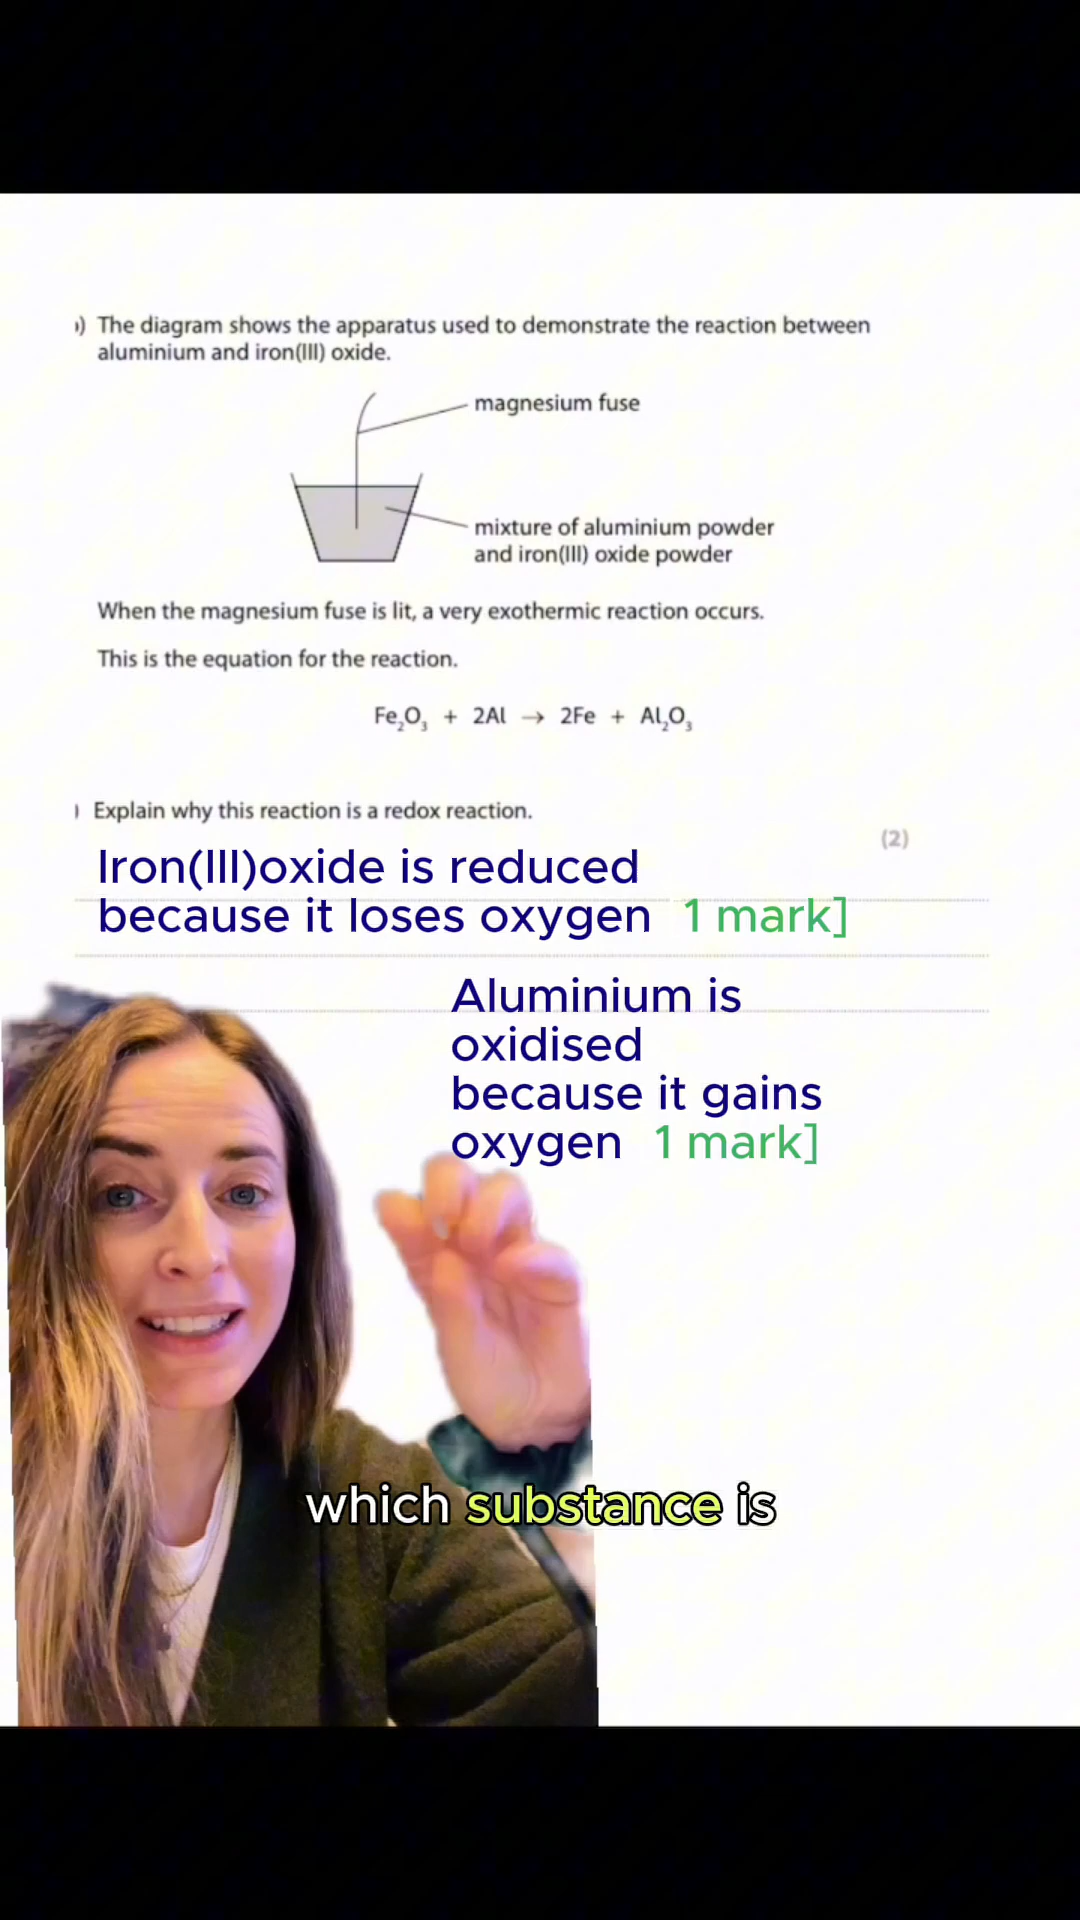 ) The diagram shows the apparatus used to demonstrate the reaction between
aluminium and iron(III) oxide.
magnesium fuse
mixture of aluminium powder
and iron(III) oxide powder
When the magnesium fuse is lit, a very exothermic reaction occurs.
This is the equation for the reaction.
Fe₂O₃ + 2Al → 2Fe + Al₂O₃
) Explain why this reaction is a redox reaction.
(2)
Iron(III)oxide is reduced
because it loses oxygen 1 mark]
Aluminium is
oxidised
because it gains
oxygen 1 mark]
which substance is